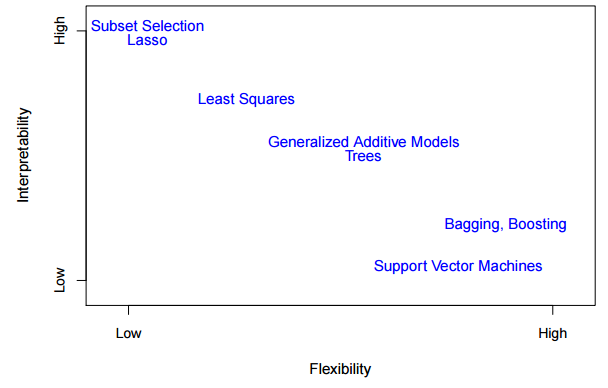 High
Subset Selection
Lasso
Least Squares
Interpretability
Generalized Additive Models
Trees
Bagging, Boosting
Support Vector Machines
Low
Low
High
Flexibility